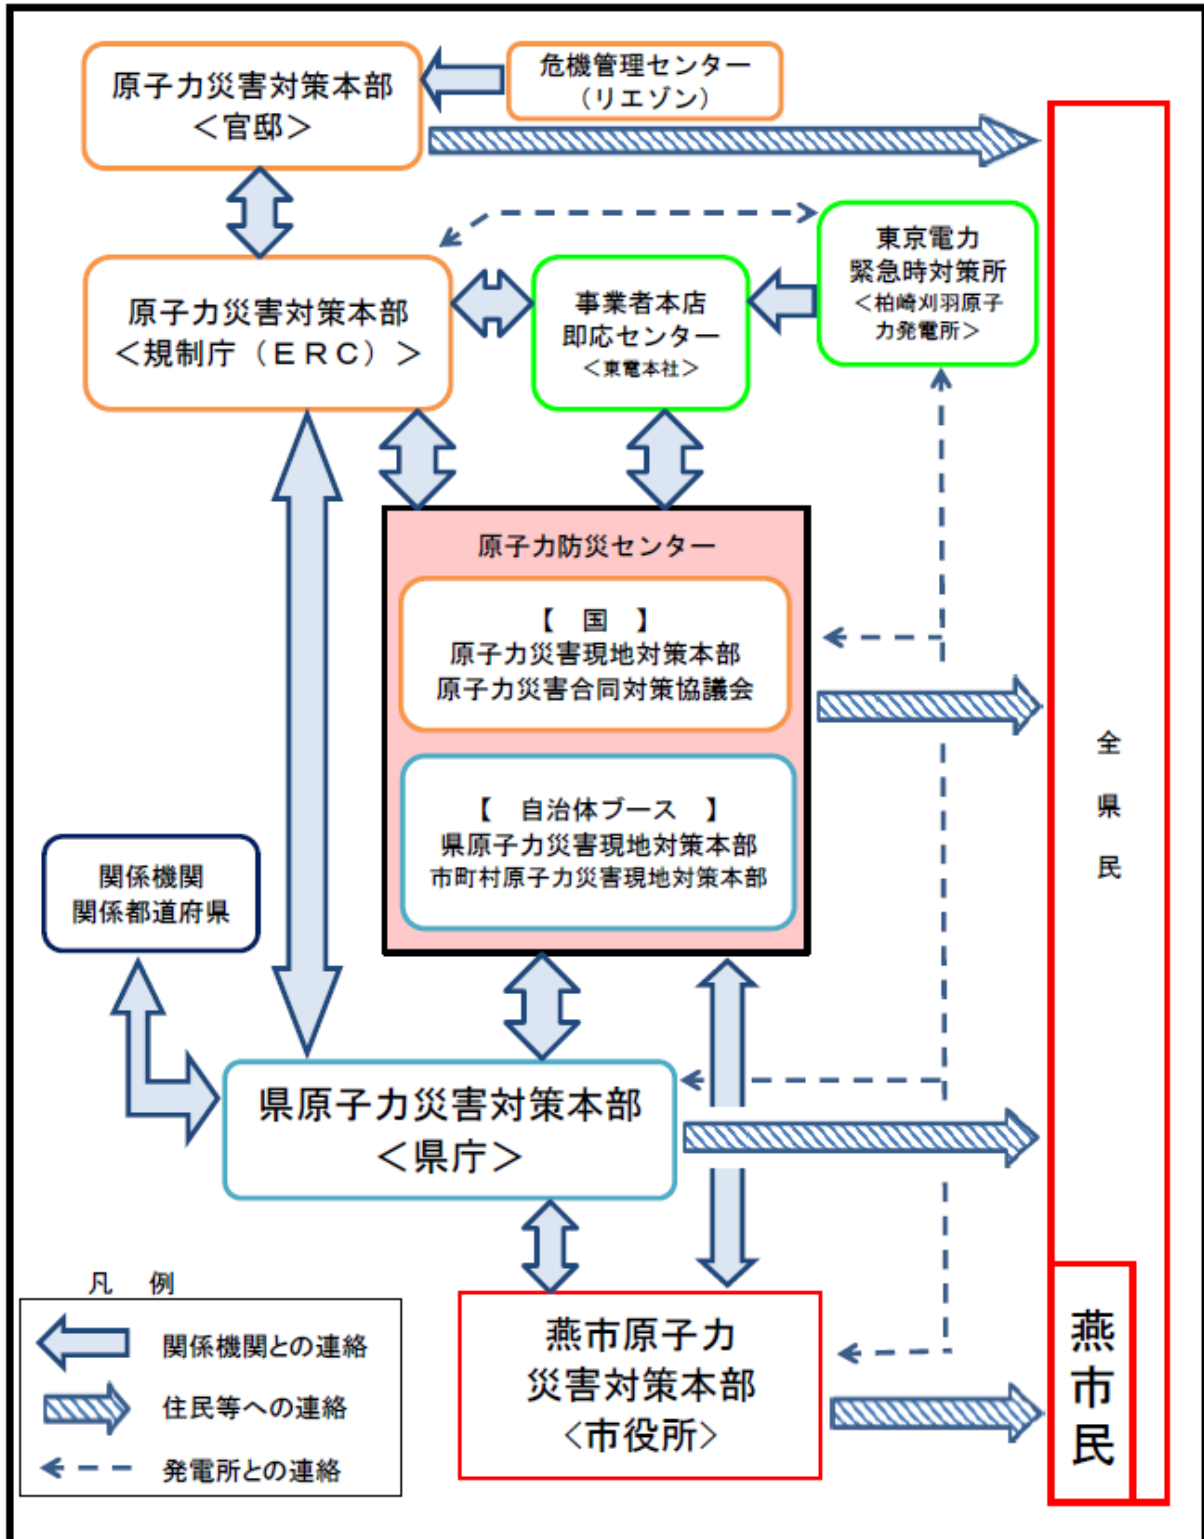 原子力災害対策本部
＜官邸＞
危機管理センター
（リエゾン）
原子力災害対策本部
＜規制庁（ＥＲＣ）＞
事業者本店
即応センター
＜東電本社＞
東京電力
緊急時対策所
＜柏崎刈羽原子
力発電所＞
原子力防災センター
【　国　】
原子力災害現地対策本部
原子力災害合同対策協議会
【　自治体ブース　】
県原子力災害現地対策本部
市町村原子力災害現地対策本部
関係機関
関係都道府県
県原子力災害対策本部
＜県庁＞
燕市原子力
災害対策本部
＜市役所＞
全県民
燕市民
凡　例
関係機関との連絡
住民等への連絡
発電所との連絡